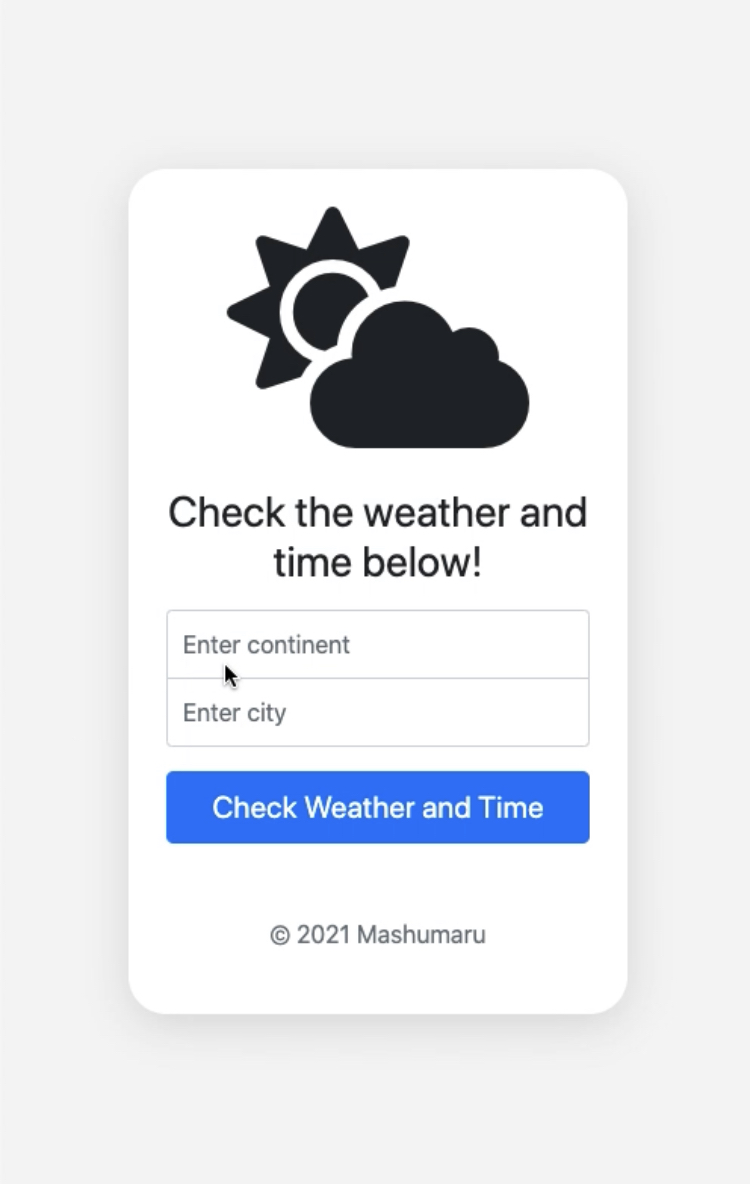 Check the weather and
time below!
Enter continent
Enter city
Check Weather and Time
© 2021 Mashumaru